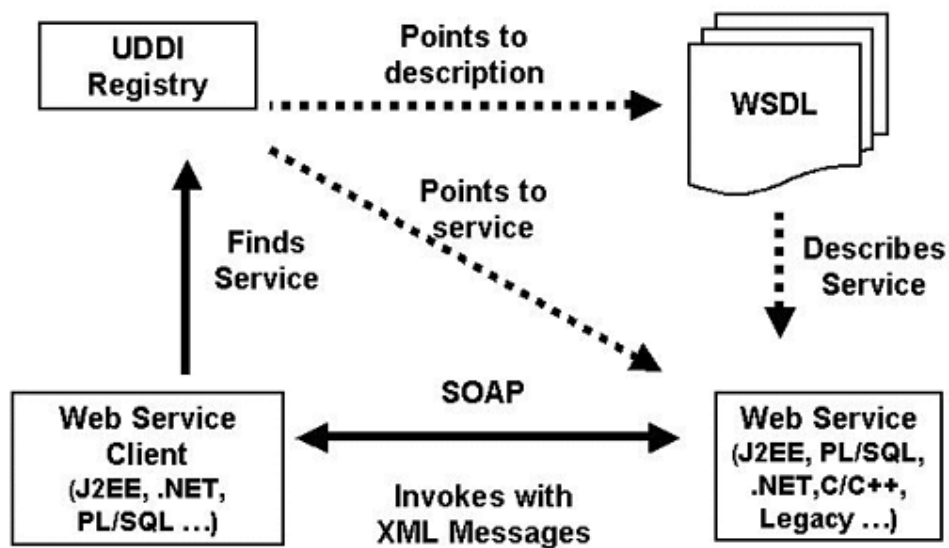 UDDI
Registry
Points to
description
WSDL
Points to
service
Finds
Service
Describes
Service
SOAP
Web Service
Client
(J2EE, .NET,
PL/SQL ...)
Invokes with
XML Messages
Web Service
(J2EE, PL/SQL,
.NET,C/C++,
Legacy ...)